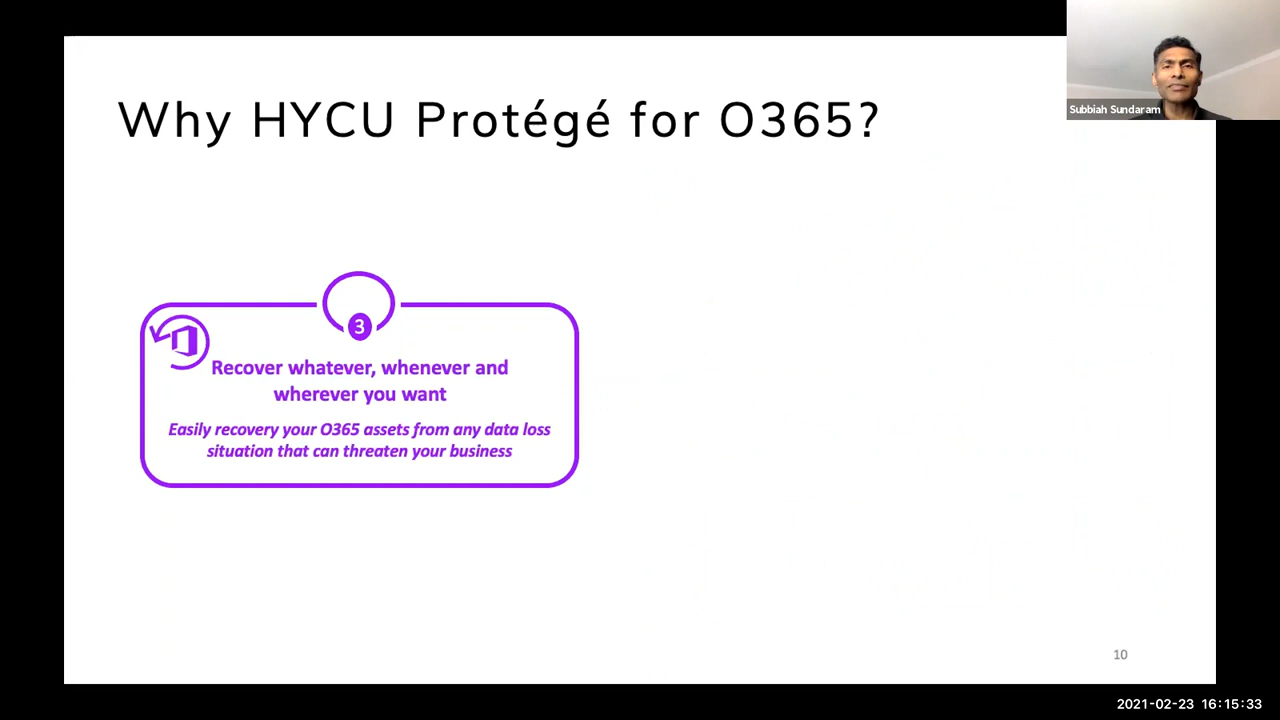 Why HYCU Protégé for O365?
Subbiah Sundaram
3
Recover whatever, whenever and
wherever you want
Easily recovery your O365 assets from any data loss
situation that can threaten your business
10
2021-02-23 16:15:33